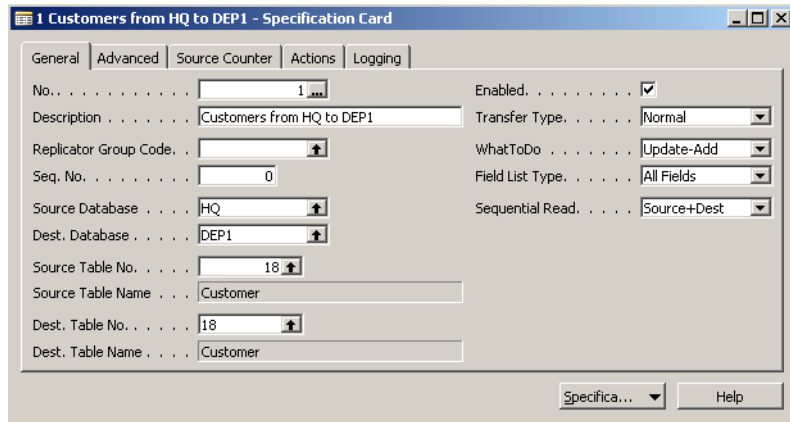 1 Customers from HQ to DEP1 - Specification Card
General Advanced Source Counter Actions Logging
No. . . . . . . . . . . . 1 ...
Description . . . . . . . Customers from HQ to DEP1
Replicator Group Code. .
Seq. No. . . . . . . . . . 0
Source Database . . . . HQ
Dest. Database . . . . . DEP1
Source Table No. . . . . 18
Source Table Name . . . Customer
Dest. Table No. . . . . . 18
Dest. Table Name . . . . Customer
Enabled. . . . . . . . .
Transfer Type. . . . . . Normal
WhatToDo . . . . . . . Update-Add
Field List Type. . . . . . All Fields
Sequential Read. . . . . Source+Dest
Specifica... Help